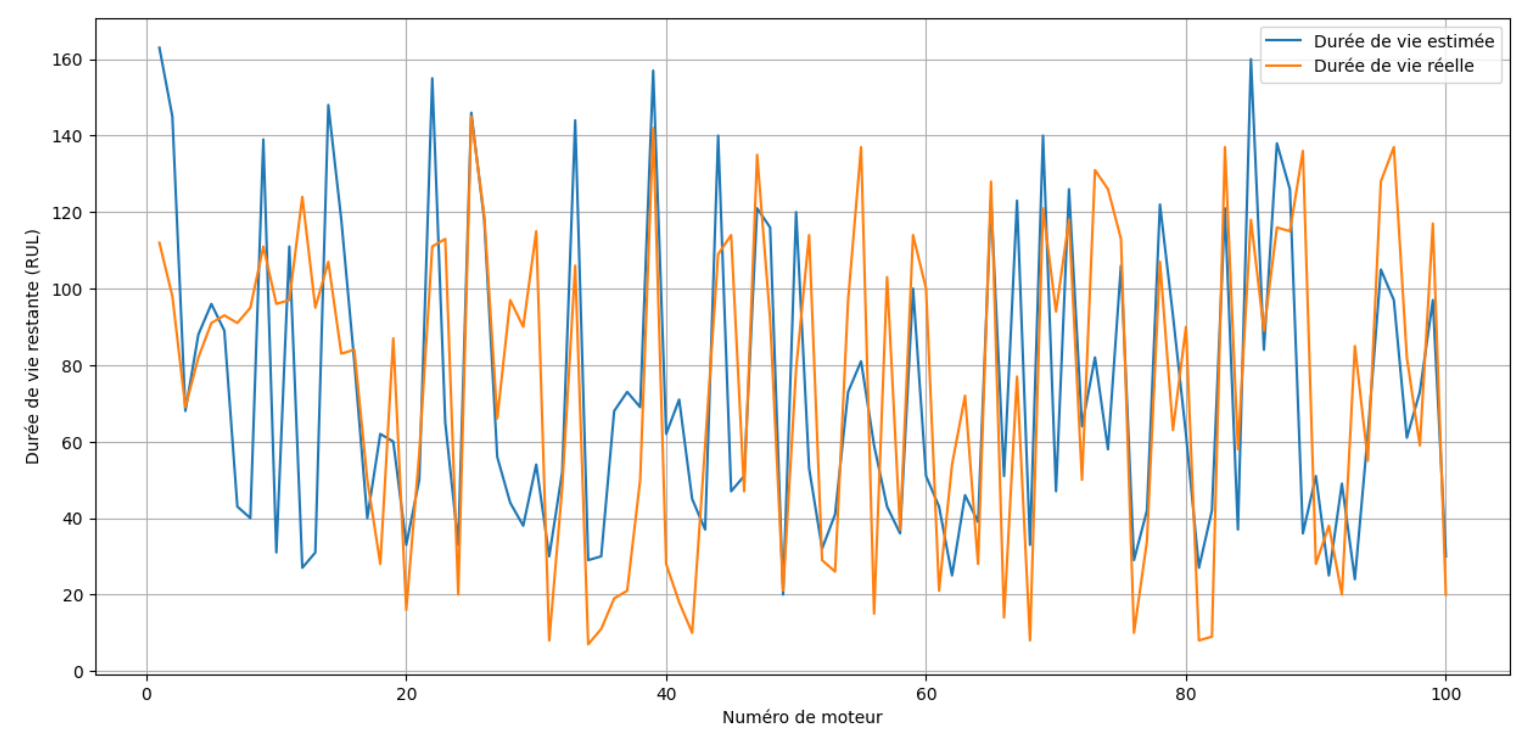 Durée de vie estimée
Durée de vie réelle
Durée de vie restante (RUL)
160
140
120
100
80
60
40
20
0
0 20 40 60 80 100
Numéro de moteur